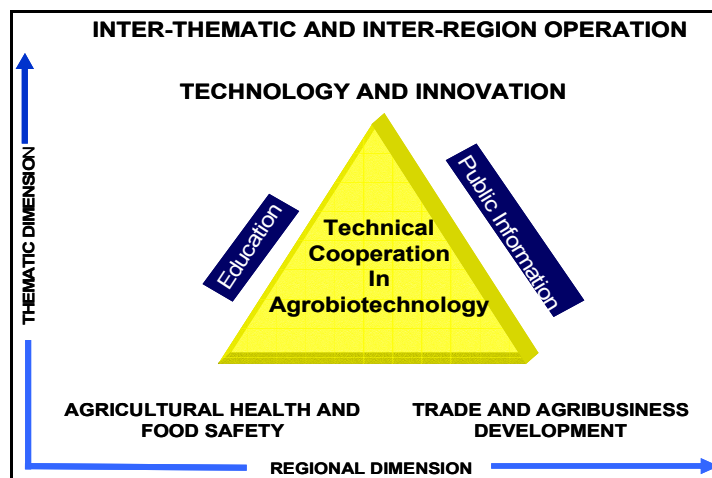 INTER-THEMATIC AND INTER-REGION OPERATION
TECHNOLOGY AND INNOVATION
THEMATIC DIMENSION
Education
Public Information
Technical
Cooperation
In
Agrobiotechnology
AGRICULTURAL HEALTH AND
FOOD SAFETY
TRADE AND AGRIBUSINESS
DEVELOPMENT
REGIONAL DIMENSION